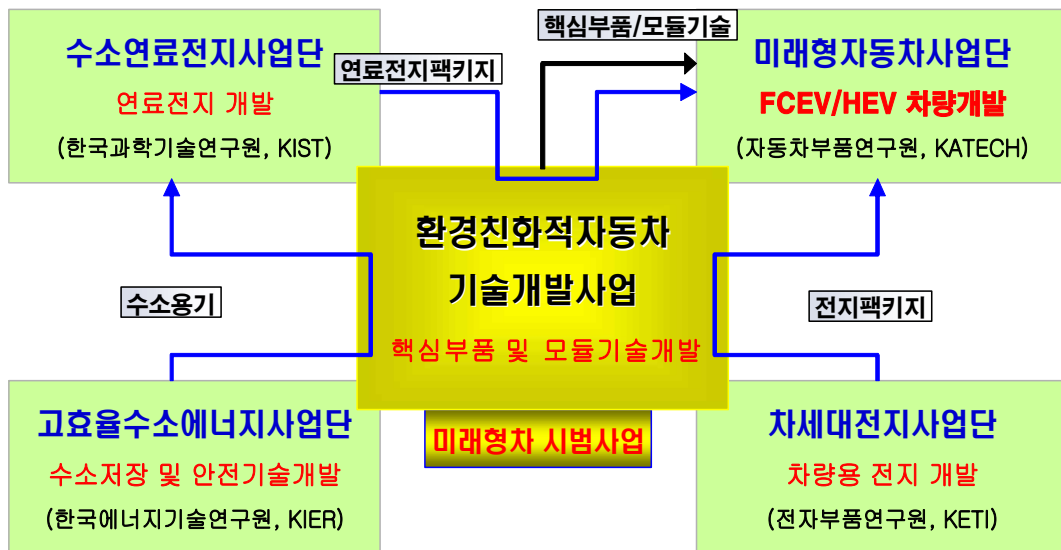 핵심부품/모듈기술
수소연료전지사업단
연료전지 개발
(한국과학기술연구원, KIST)
연료전지팩키지
미래형자동차사업단
FCEV/HEV 차량개발
(자동차부품연구원, KATECH)
환경친화적자동차
기술개발사업
핵심부품 및 모듈기술개발
수소용기
전지팩키지
고효율수소에너지사업단
수소저장 및 안전기술개발
(한국에너지기술연구원, KIER)
미래형차 시범사업
차세대전지사업단
차량용 전지 개발
(전자부품연구원, KETI)